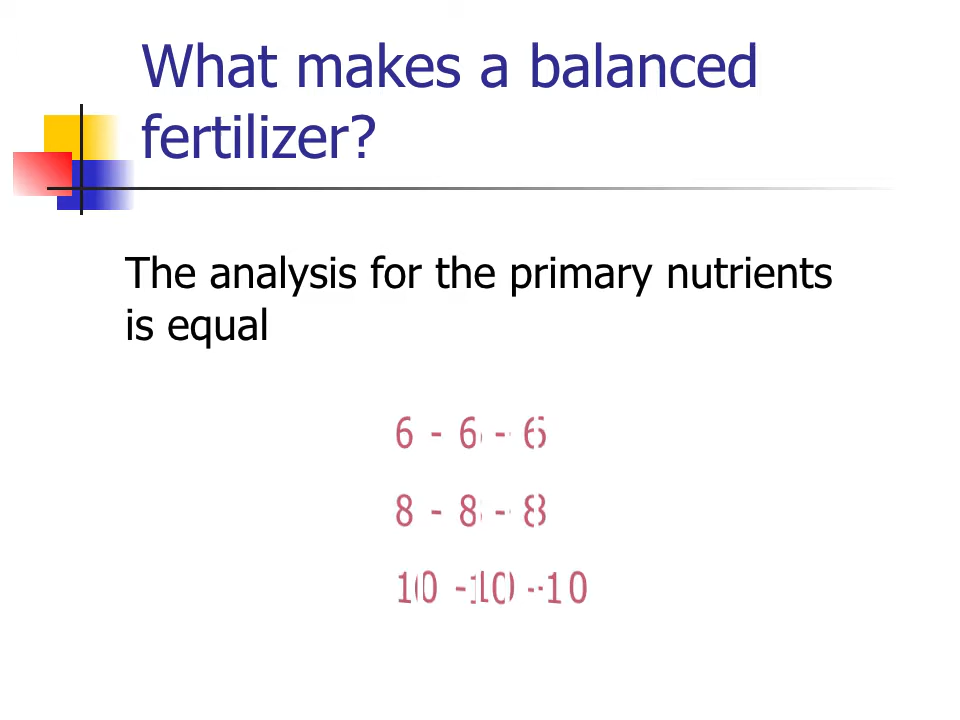 What makes a balanced
fertilizer?
The analysis for the primary nutrients
is equal
6 - 6 - 6
8 - 8 - 8
10 -10 -10